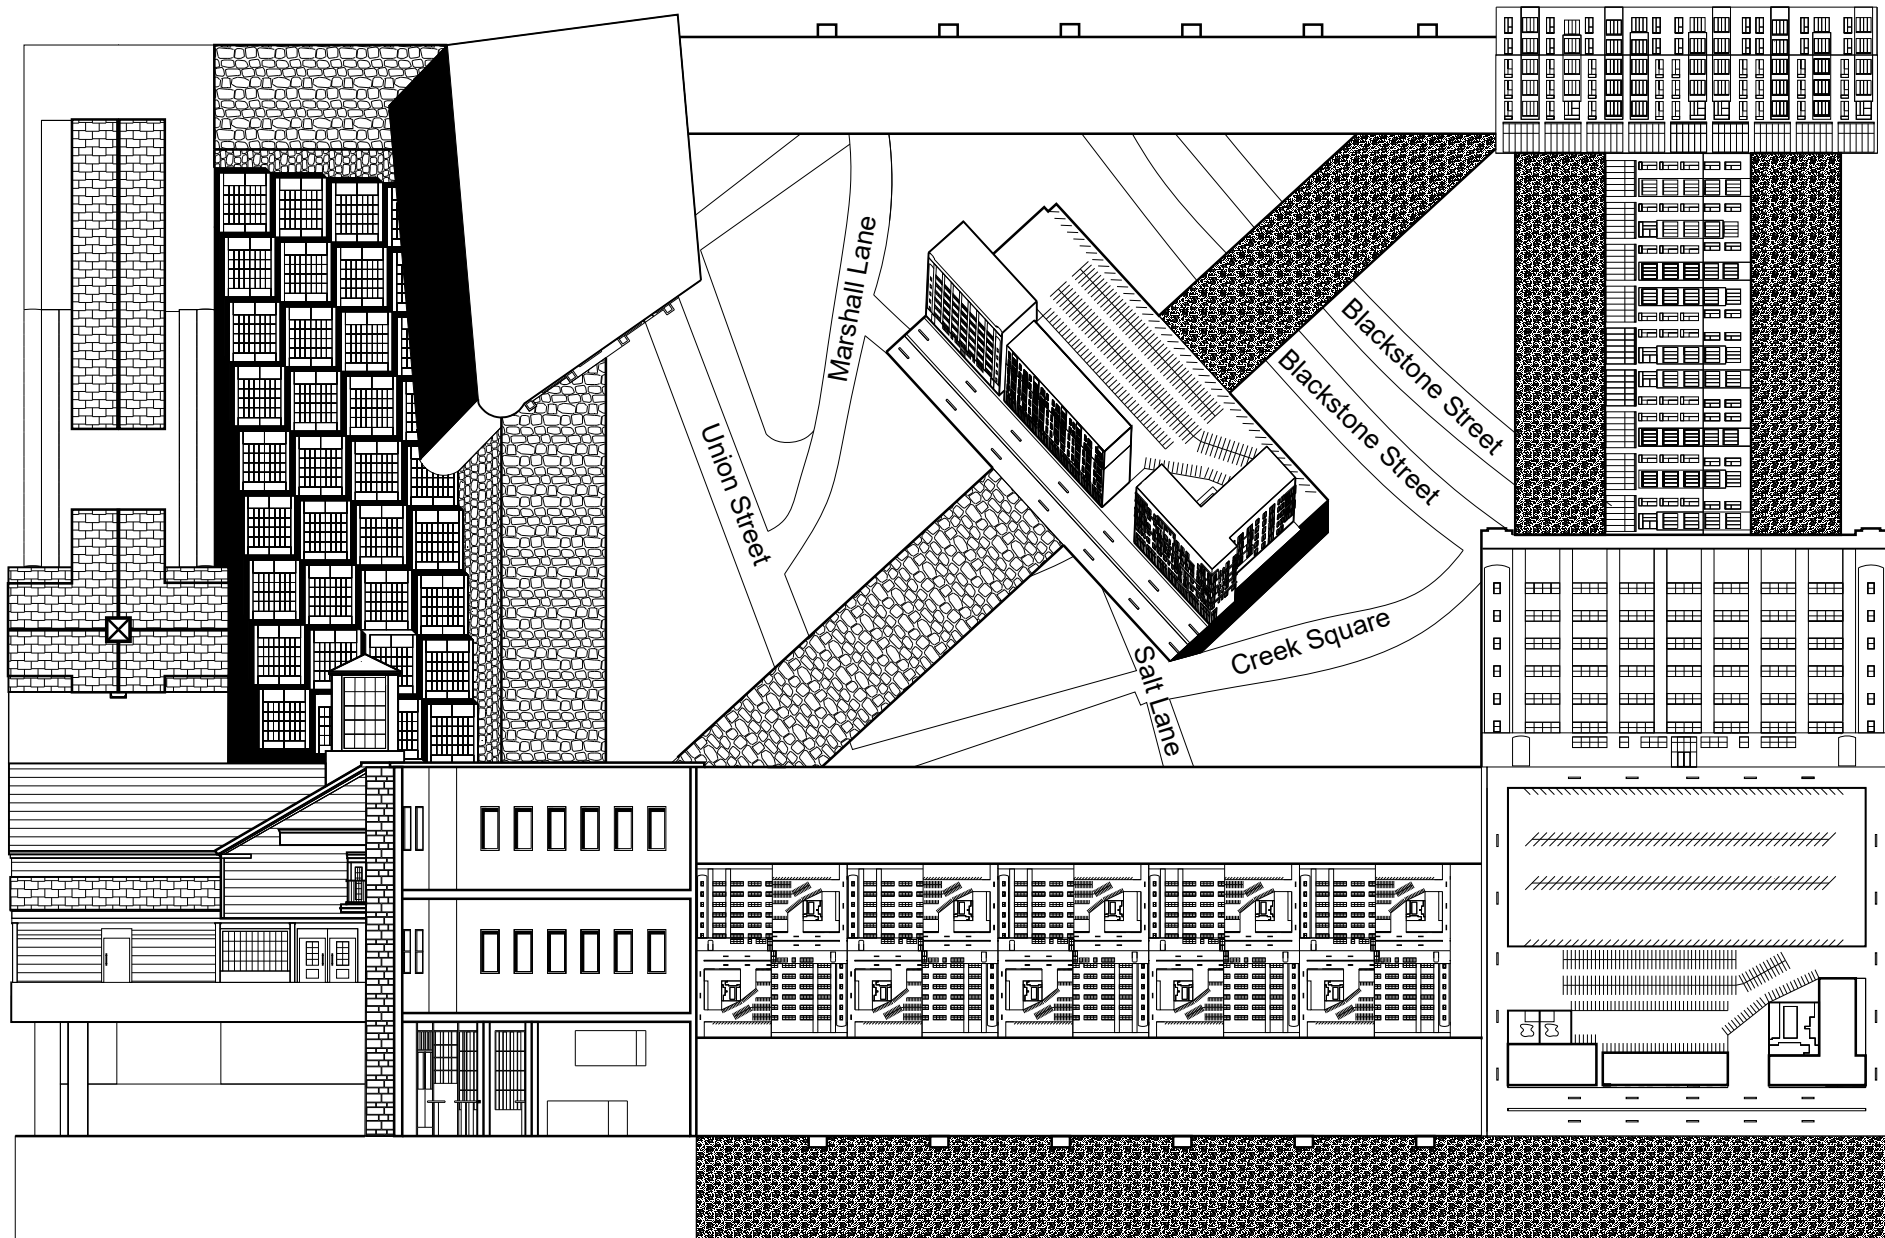 Marshall Lane
Blackstone Street
Blackstone Street
Union Street
Creek Square
Salt Lane